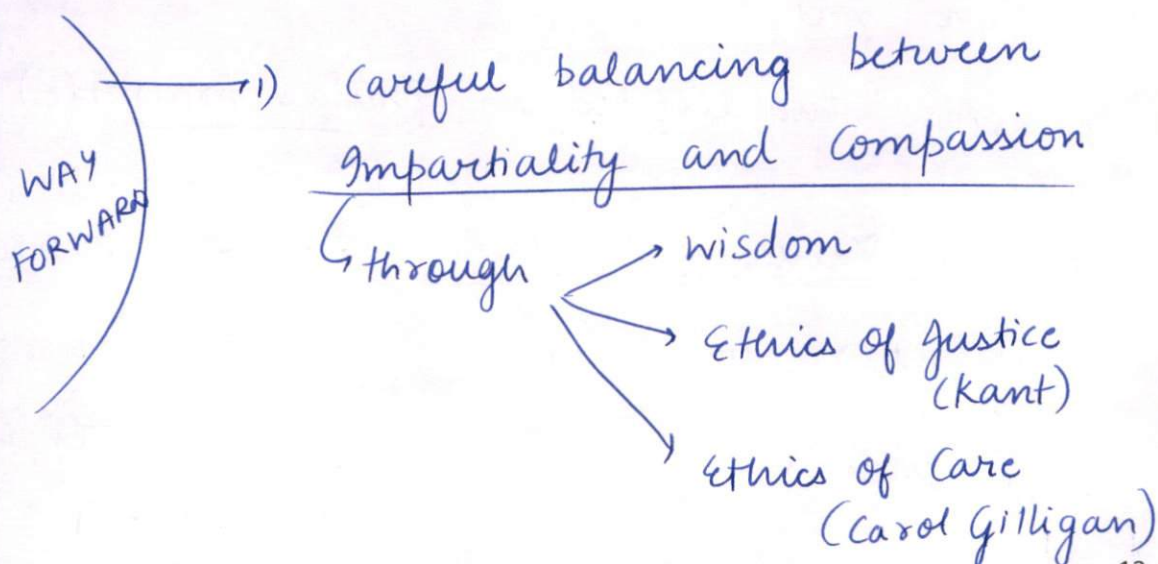 WAY
FORWARD
1) Careful balancing between
Impartiality and Compassion
through
wisdom
Ethics of Justice
(Kant)
Ethics of Care
(Carol Gilligan)